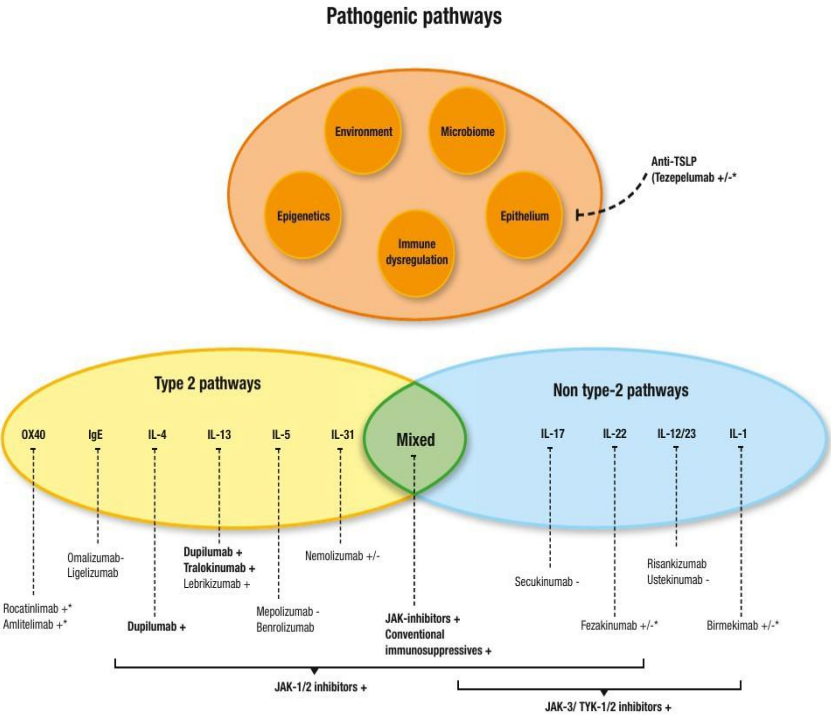 Pathogenic pathways
Environment
Microbiome
Anti-TSLP
(Tezepelumab +/-*
Epigenetics
Epithelium
Immune
dysregulation
Type 2 pathways
Non type-2 pathways
OX40
IgE
IL-4
IL-13
IL-5
IL-31
Mixed
IL-17
IL-22
IL-12/23
IL-1
Omalizumab-
Ligelizumab
Dupilumab +
Tralokinumab +
Lebrikizumab +
Nemolizumab +/-
Secukinumab -
Risankizumab
Ustekinumab -
Rocatinlimab +*
Amlitelimab +*
Dupilumab +
Mepolizumab -
Benrolizumab
JAK-inhibitors +
Conventional
immunosuppressives +
Fezakinumab +/-*
Birmekimab +/-*
JAK-1/2 inhibitors +
JAK-3/ TYK-1/2 inhibitors +